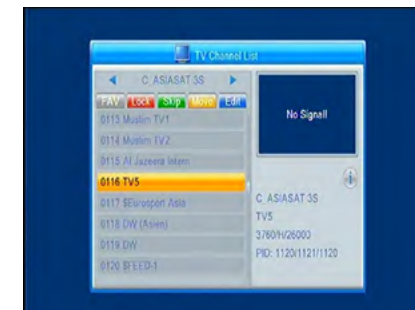 TV Channel List
C_ASIASAT 3S
FAV Lock Skip Move Edit
0113 Muslim TV1
0114 Muslim TV2
0115 Al Jazeera Intern
0116 TV5
0117 $Eurosport Asia
0118 DW (Asien)
0119 DW
0120 $FEED-1
No Signal!
C_ASIASAT 3S
TV5
3760/H/26000
PID: 1120/1121/1120